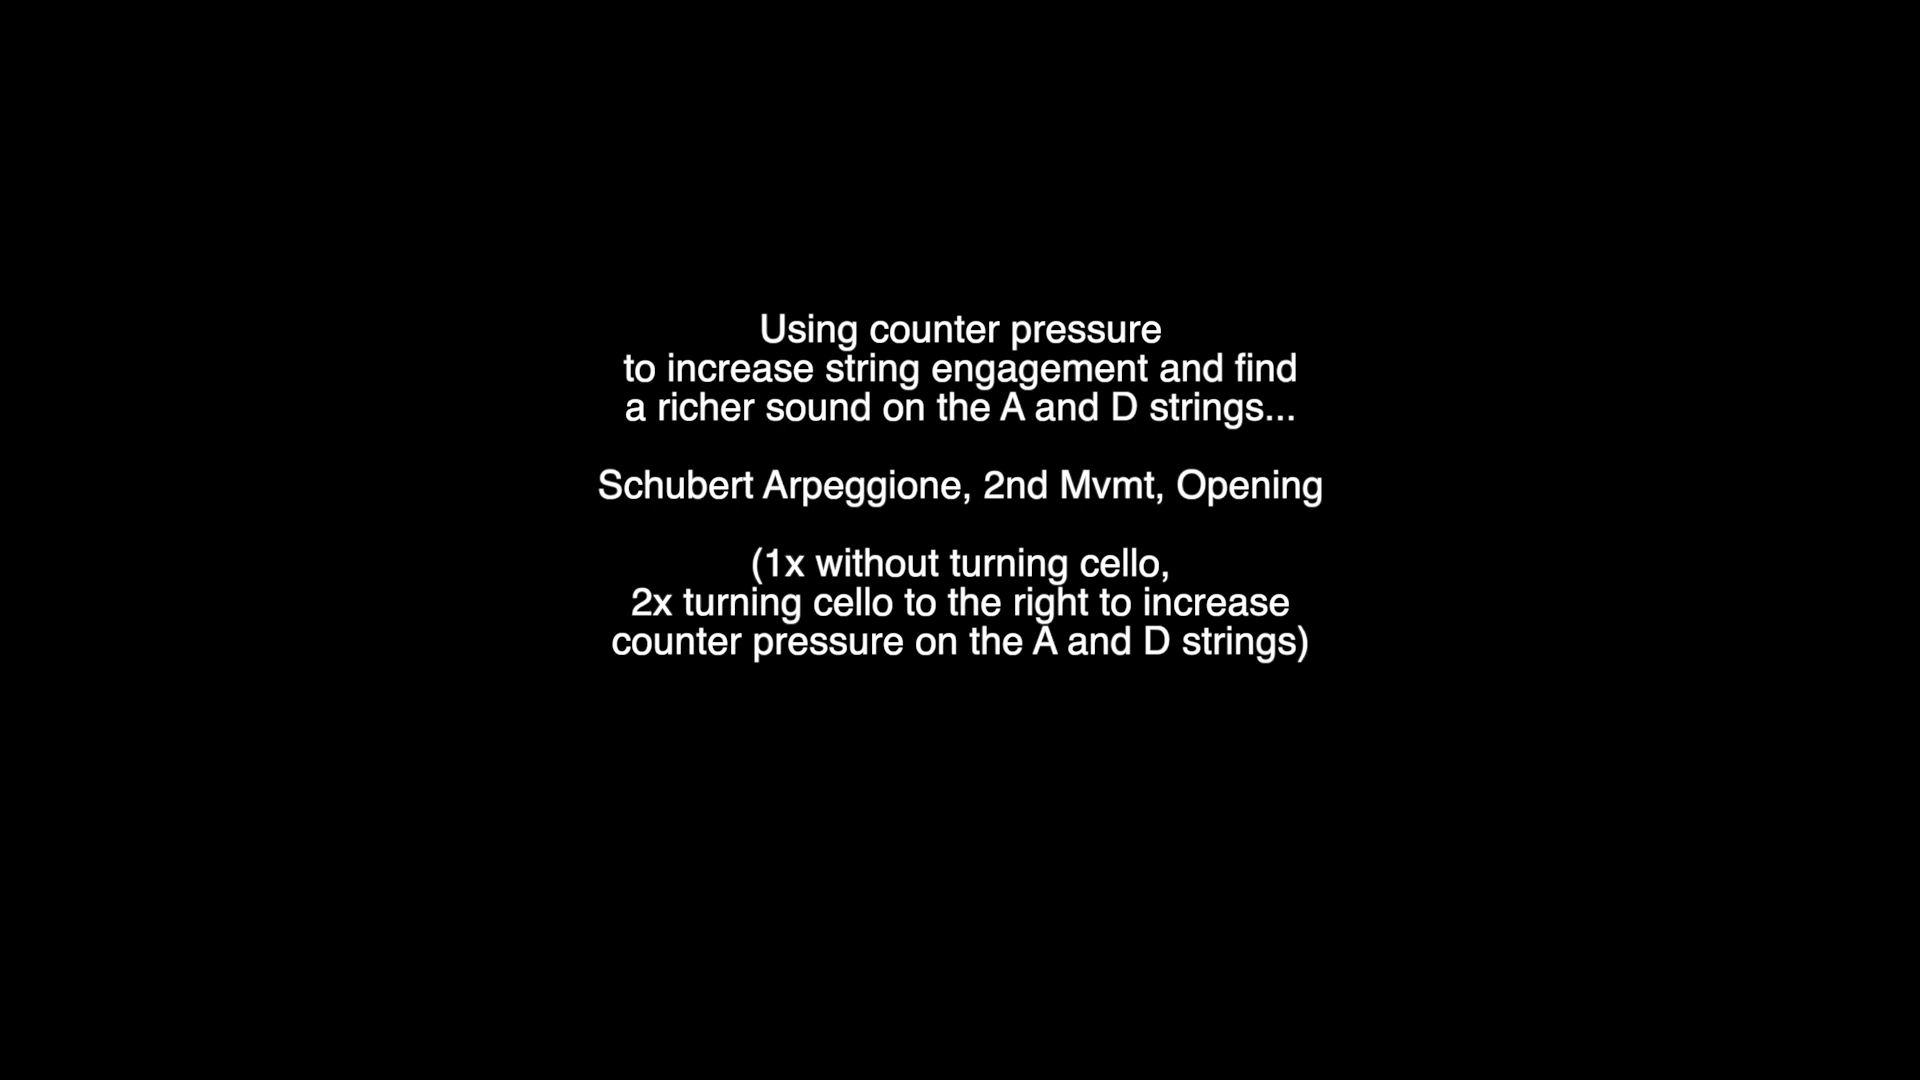 Using counter pressure
to increase string engagement and find
a richer sound on the A and D strings...
Schubert Arpeggione, 2nd Mvmt, Opening
(1x without turning cello,
2x turning cello to the right to increase
counter pressure on the A and D strings)